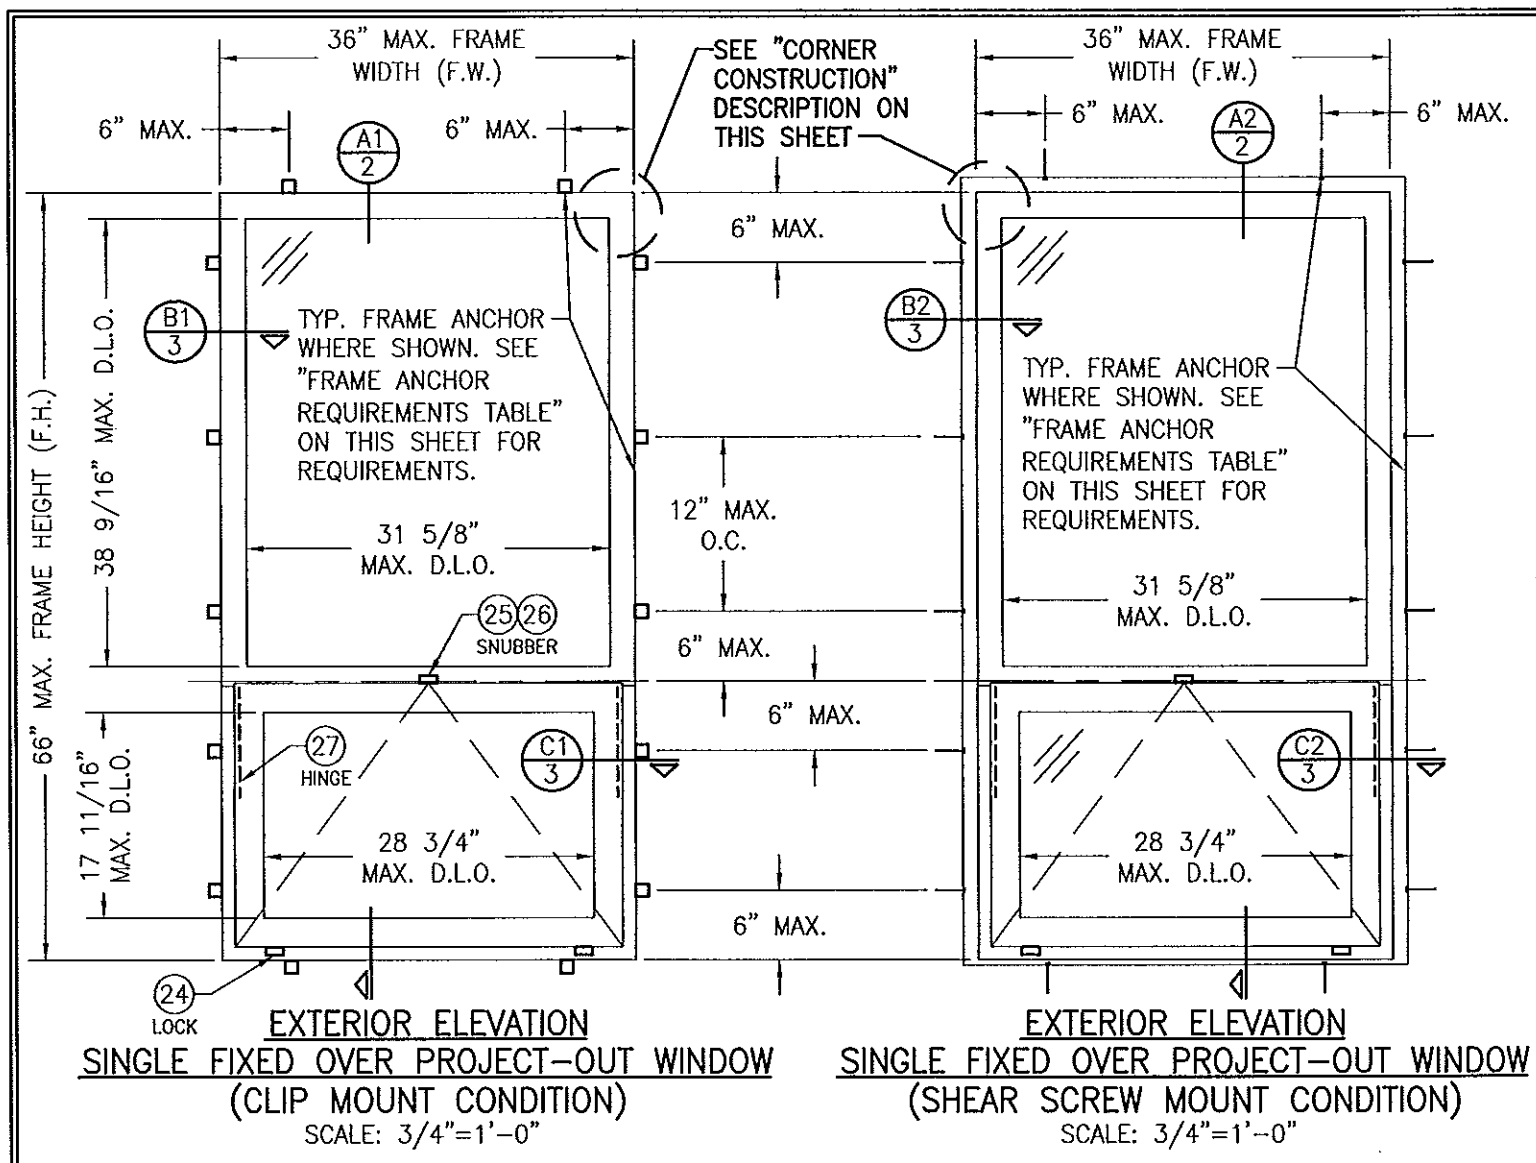 36" MAX. FRAME
WIDTH (F.W.)
6" MAX.
6" MAX.
A1
2
SEE "CORNER
CONSTRUCTION"
DESCRIPTION ON
THIS SHEET
36" MAX. FRAME
WIDTH (F.W.)
6" MAX.
6" MAX.
A2
2
6" MAX.
66" MAX. FRAME HEIGHT (F.H.)
38 9/16" MAX. D.L.O.
B1
3
TYP. FRAME ANCHOR
WHERE SHOWN. SEE
"FRAME ANCHOR
REQUIREMENTS TABLE"
ON THIS SHEET FOR
REQUIREMENTS.
31 5/8"
MAX. D.L.O.
25
26
SNUBBER
12" MAX.
O.C.
6" MAX.
6" MAX.
B2
3
TYP. FRAME ANCHOR
WHERE SHOWN. SEE
"FRAME ANCHOR
REQUIREMENTS TABLE"
ON THIS SHEET FOR
REQUIREMENTS.
31 5/8"
MAX. D.L.O.
17 11/16"
MAX. D.L.O.
27
HINGE
C1
3
28 3/4"
MAX. D.L.O.
6" MAX.
C2
3
28 3/4"
MAX. D.L.O.
24
LOCK
EXTERIOR ELEVATION
SINGLE FIXED OVER PROJECT-OUT WINDOW
(CLIP MOUNT CONDITION)
SCALE: 3/4"=1'-0"
EXTERIOR ELEVATION
SINGLE FIXED OVER PROJECT-OUT WINDOW
(SHEAR SCREW MOUNT CONDITION)
SCALE: 3/4"=1'-0"